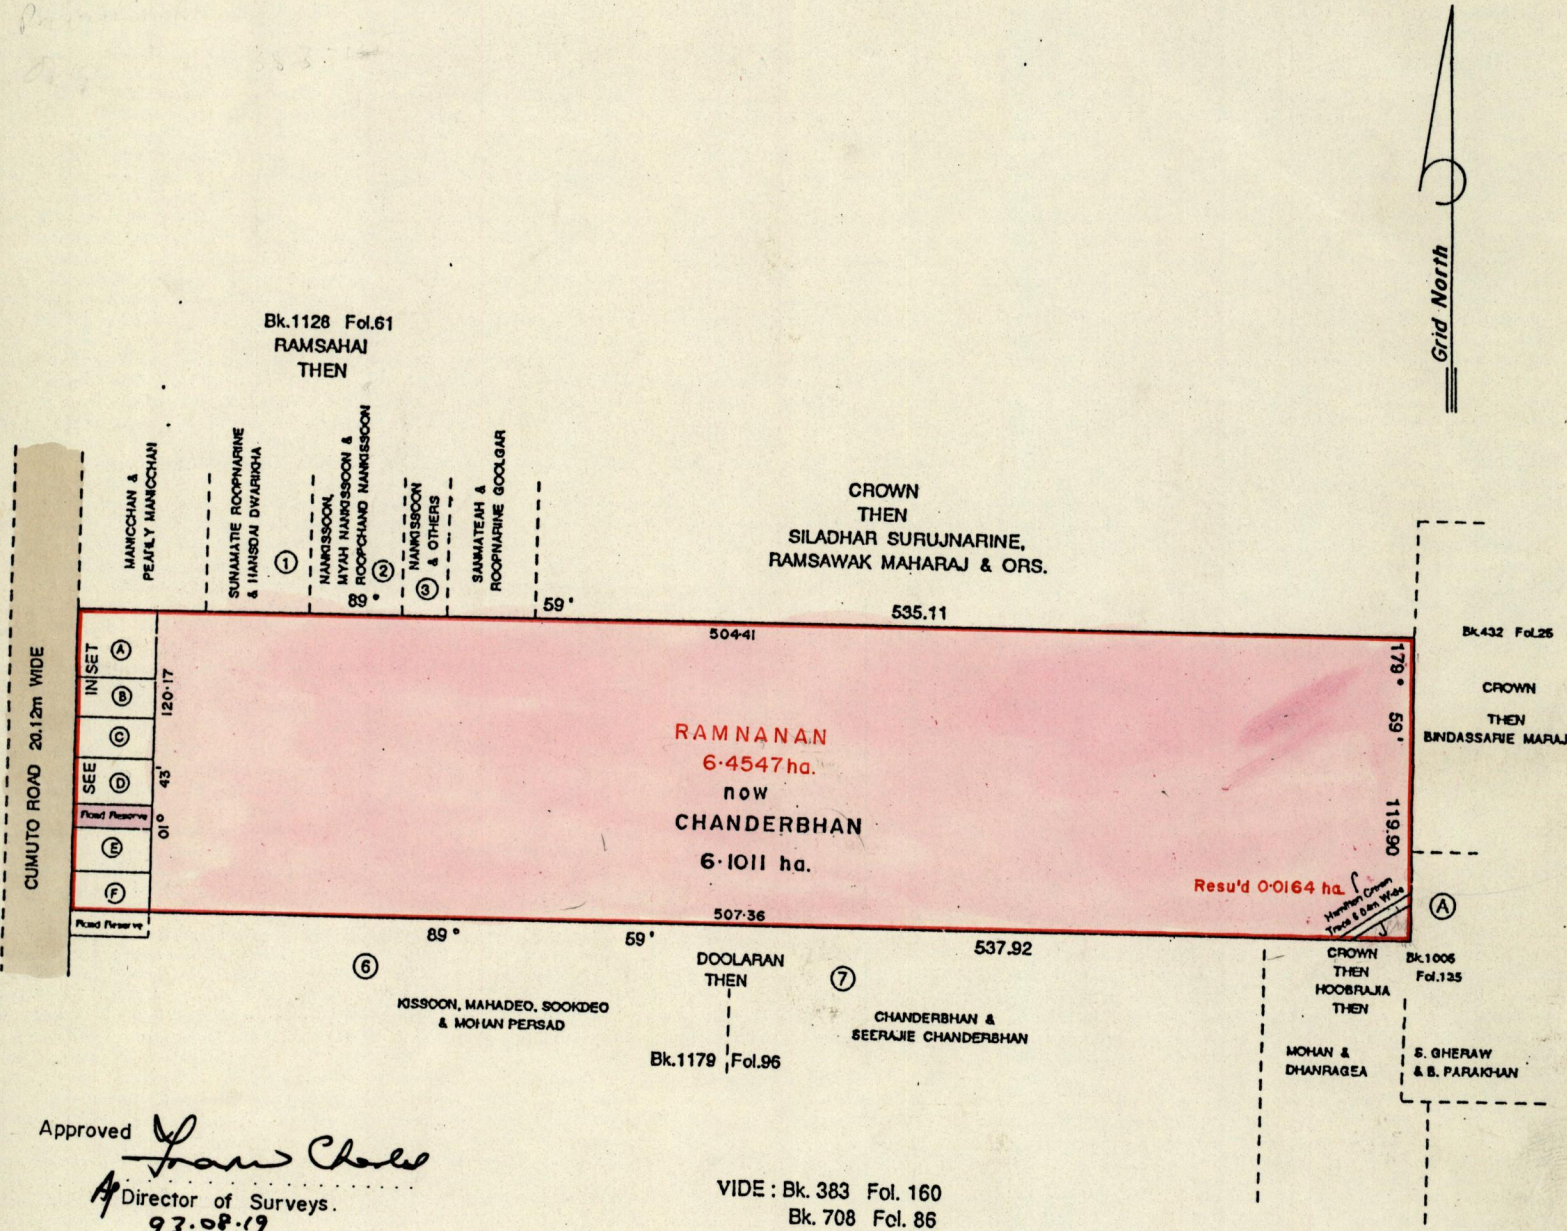 Grid North
Bk.1128 Fol.61
RAMSAHAI
THEN
MANICCHAN &
PEARLY MANICCHAN
SUNAMATIE ROOPNARINE
& HANSOAI DWARIKHA
①
NANKISSOON,
MYAH NANKISSOON &
ROOPCHAND NANKISSOON
②
NANKISSOON
& OTHERS
③
SANMATEAH &
ROOPNARINE GOOLGAR
CROWN
THEN
SILADHAR SURUJNARINE,
RAMSAWAK MAHARAJ & ORS.
89° 59' 535.11
504·41
CUMUTO ROAD 20.12m WIDE
SEE INSET
Ⓐ
Ⓑ
Ⓒ
Ⓓ
Road Reserve
Ⓔ
Ⓕ
Road Reserve
01° 43' 120·17
RAMNANAN
6·4547 ha.
now
CHANDERBHAN
6·1011 ha.
179° 59' 119.90
Bk.432 Fol.25
CROWN
THEN
BINDASSARIE MARAJ
Resu'd 0·0164 ha.
Crown
Trace
Ⓐ
507·36
89° 59' 537.92
⑥
KISSOON, MAHADEO, SOOKDEO
& MOHAN PERSAD
DOOLARAN
THEN
⑦
CHANDERBHAN &
SEERAJIE CHANDERBHAN
Bk.1179 Fol.96
CROWN
THEN
HOOBRAJIA
THEN
MOHAN &
DHANRAGEA
Bk.1006
Fol.125
S. GHERAW
& B. PARAKHAN
Approved
Director of Surveys.
93·08·19
VIDE : Bk. 383 Fol. 160
Bk. 708 Fol. 86